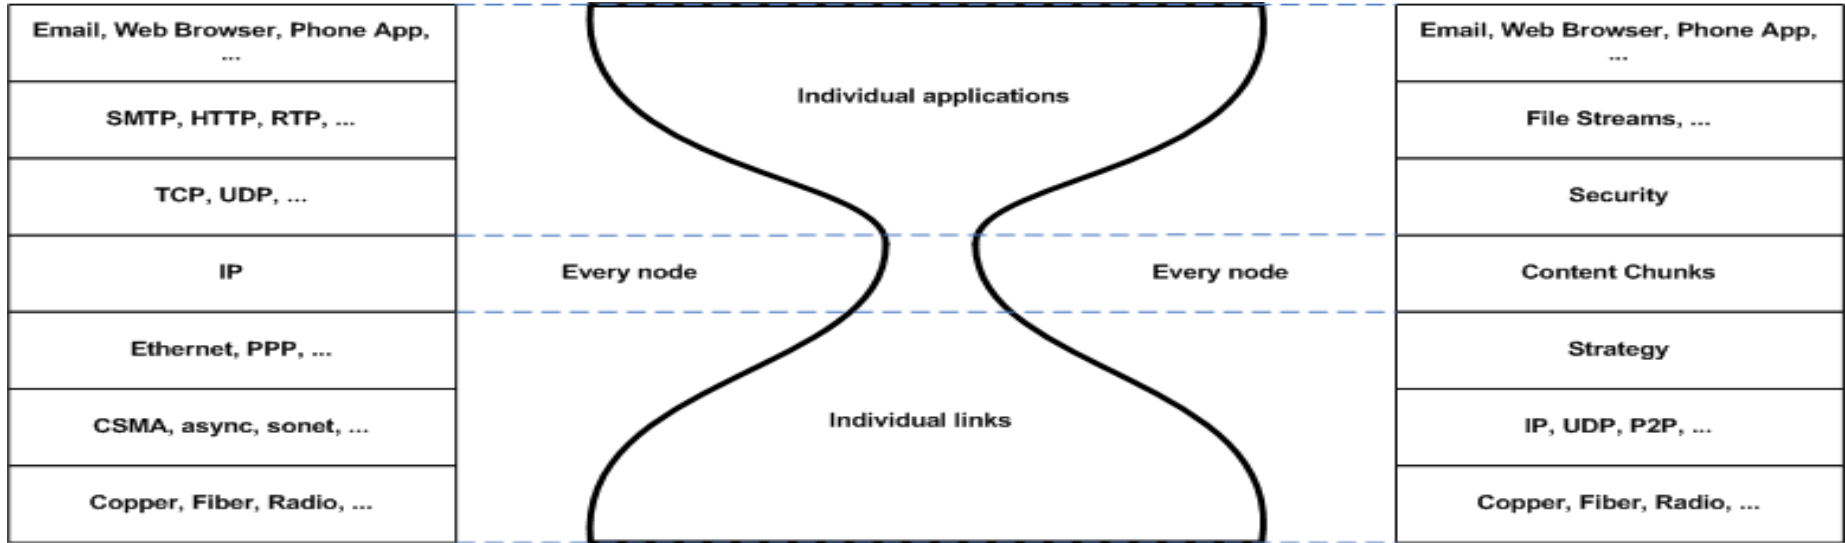 Email, Web Browser, Phone App,
...
SMTP, HTTP, RTP, ...
TCP, UDP, ...
IP
Ethernet, PPP, ...
CSMA, async, sonet, ...
Copper, Fiber, Radio, ...
Individual applications
Every node
Every node
Individual links
Email, Web Browser, Phone App,
...
File Streams, ...
Security
Content Chunks
Strategy
IP, UDP, P2P, ...
Copper, Fiber, Radio, ...